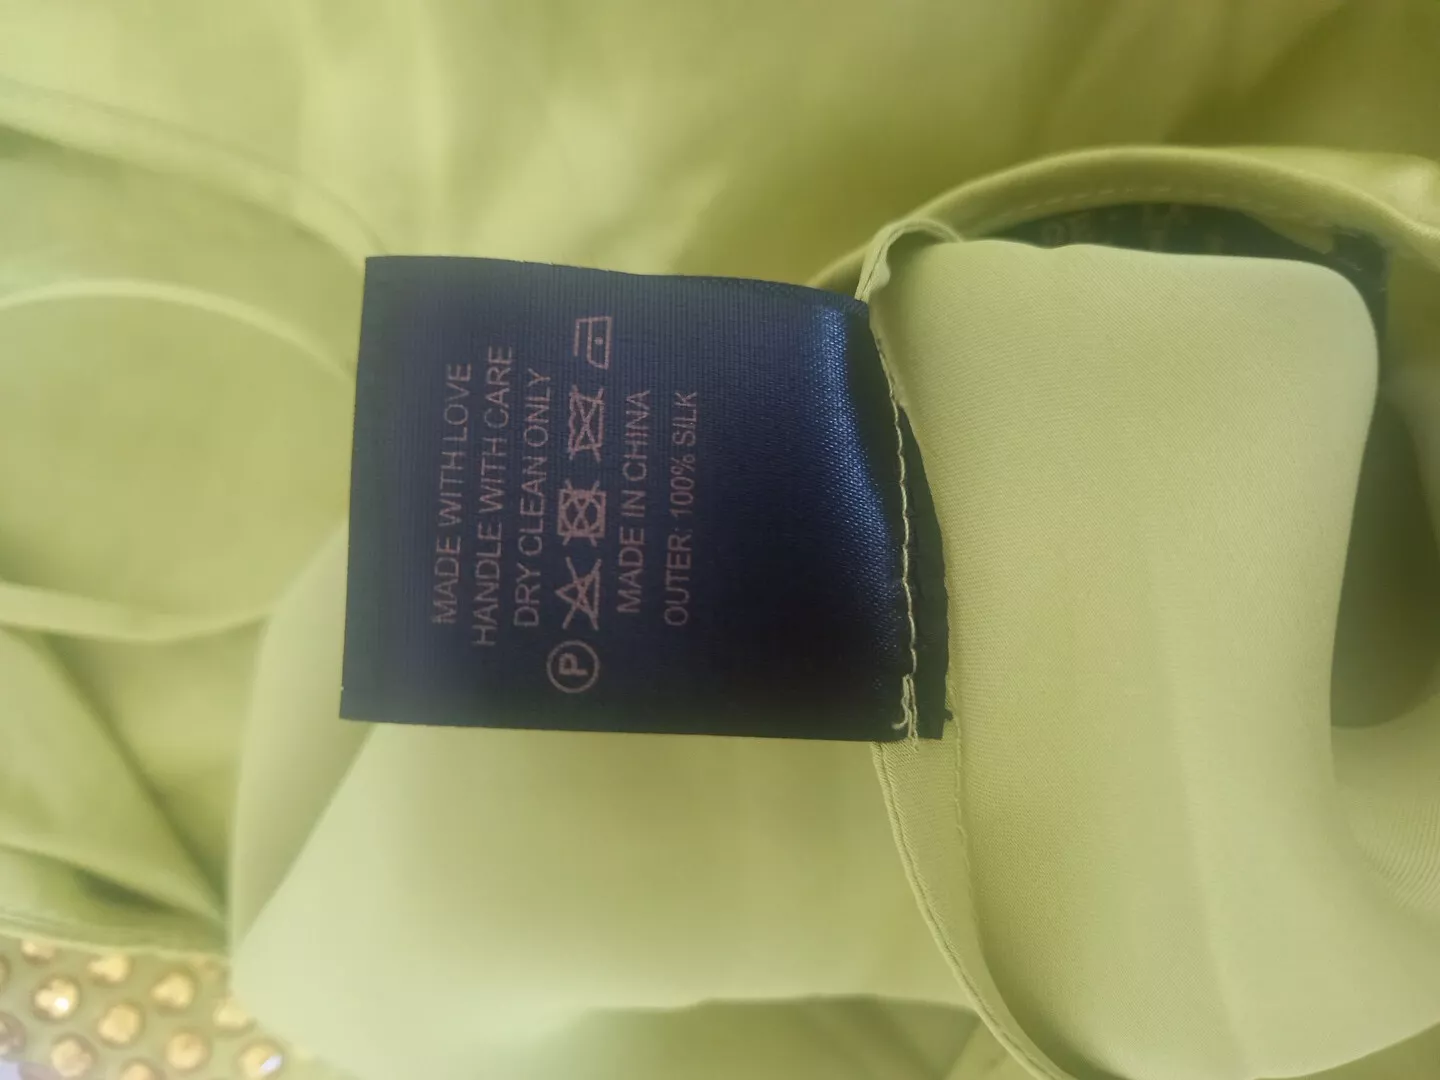 MADE WITH LOVE
HANDLE WITH CARE
DRY CLEAN ONLY
P
MADE IN CHINA
OUTER: 100% SILK